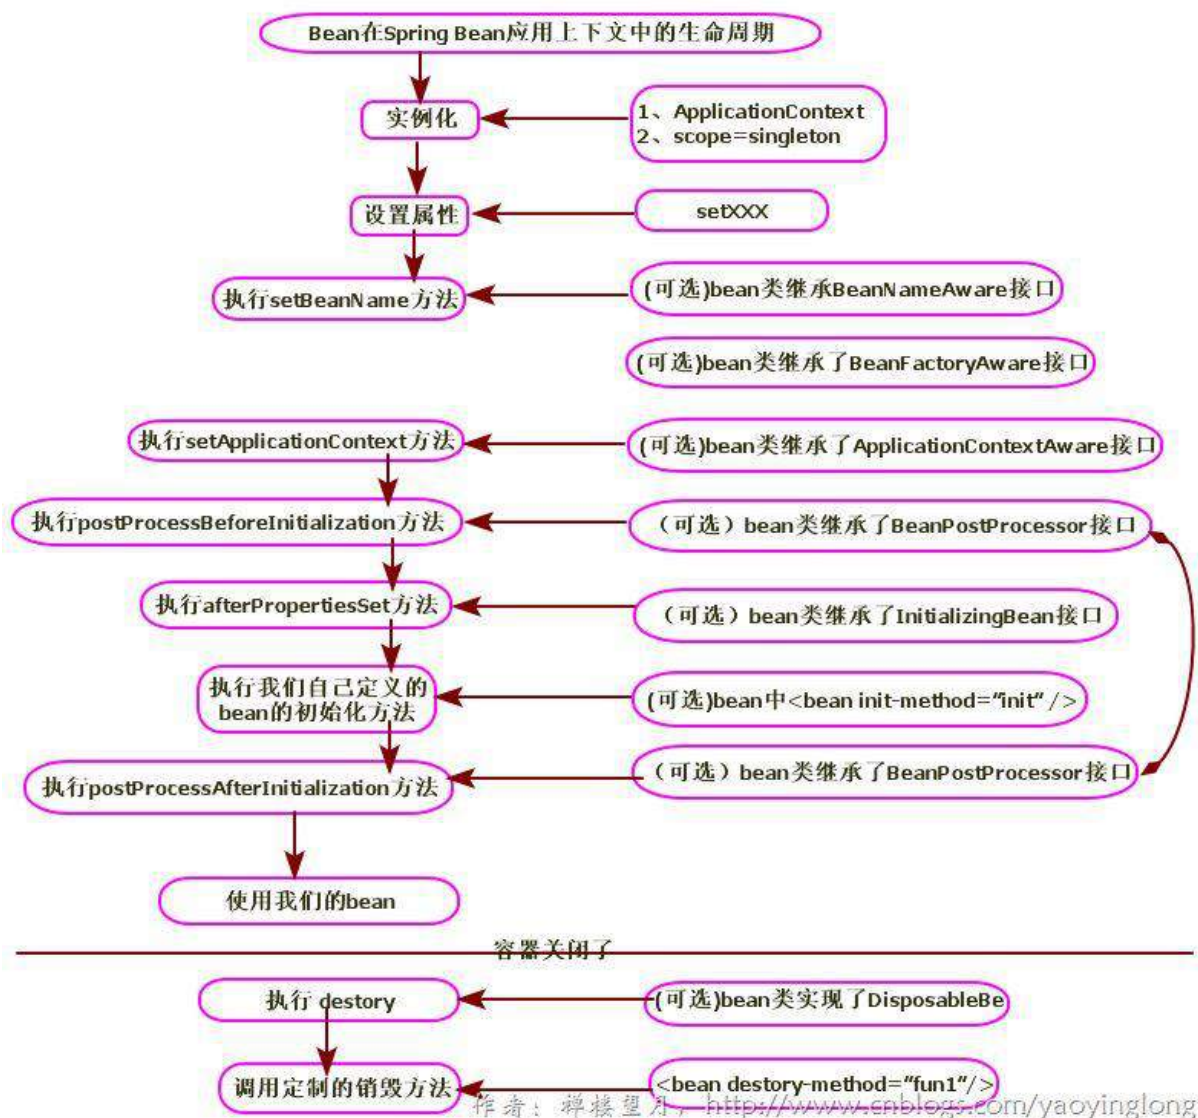 Bean在Spring Bean应用上下文中的生命周期
实例化
1、ApplicationContext
2、scope=singleton
设置属性
setXXX
执行setBeanName方法
(可选)bean类继承BeanNameAware接口
(可选)bean类继承了BeanFactoryAware接口
执行setApplicationContext方法
(可选)bean类继承了ApplicationContextAware接口
执行postProcessBeforeInitialization方法
（可选）bean类继承了BeanPostProcessor接口
执行afterPropertiesSet方法
（可选）bean类继承了InitializingBean接口
执行我们自己定义的
bean的初始化方法
(可选)bean中<bean init-method="init" />
执行postProcessAfterInitialization方法
（可选）bean类继承了BeanPostProcessor接口
使用我们的bean
容器关闭了
执行 destory
(可选)bean类实现了DisposableBe
调用定制的销毁方法
<bean destory-method="fun1"/>
作者：禅楼望月，http://www.cnblogs.com/yaoyinglong